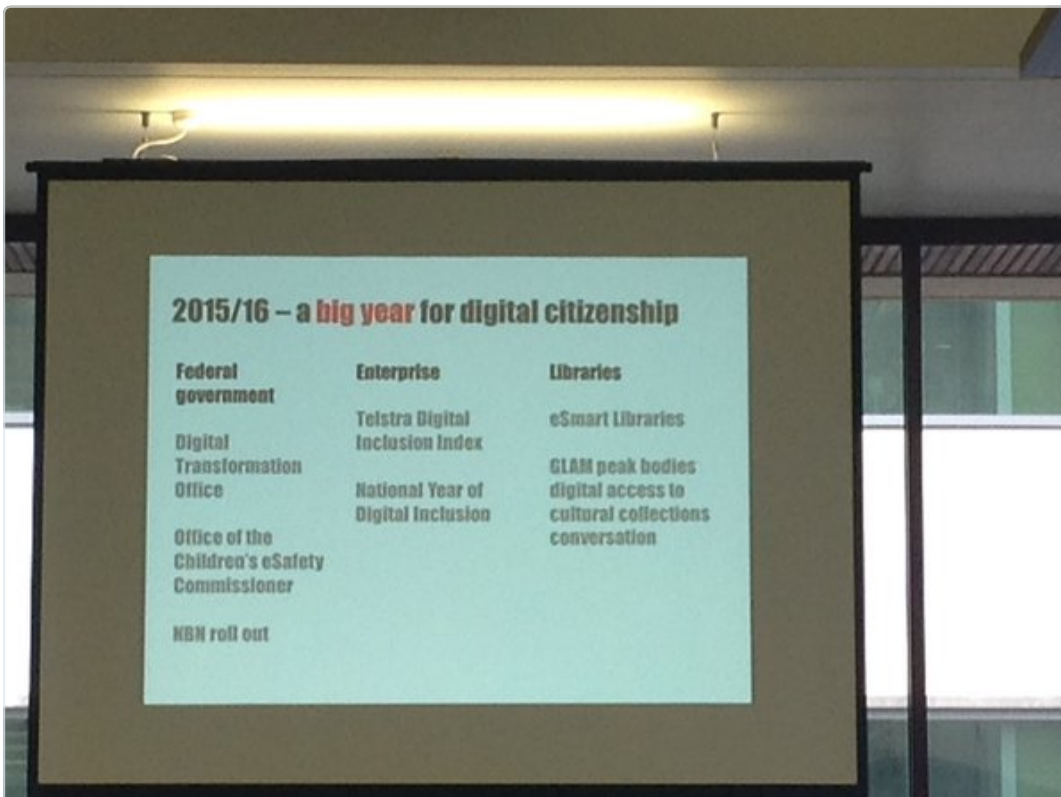 2015/16 – a big year for digital citizenship
Federal
government
Digital
Transformation
Office
Office of the
Children's eSafety
Commissioner
NBN roll out
Enterprise
Telstra Digital
Inclusion Index
National Year of
Digital Inclusion
Libraries
eSmart Libraries
GLAM peak bodies
digital access to
cultural collections
conversation